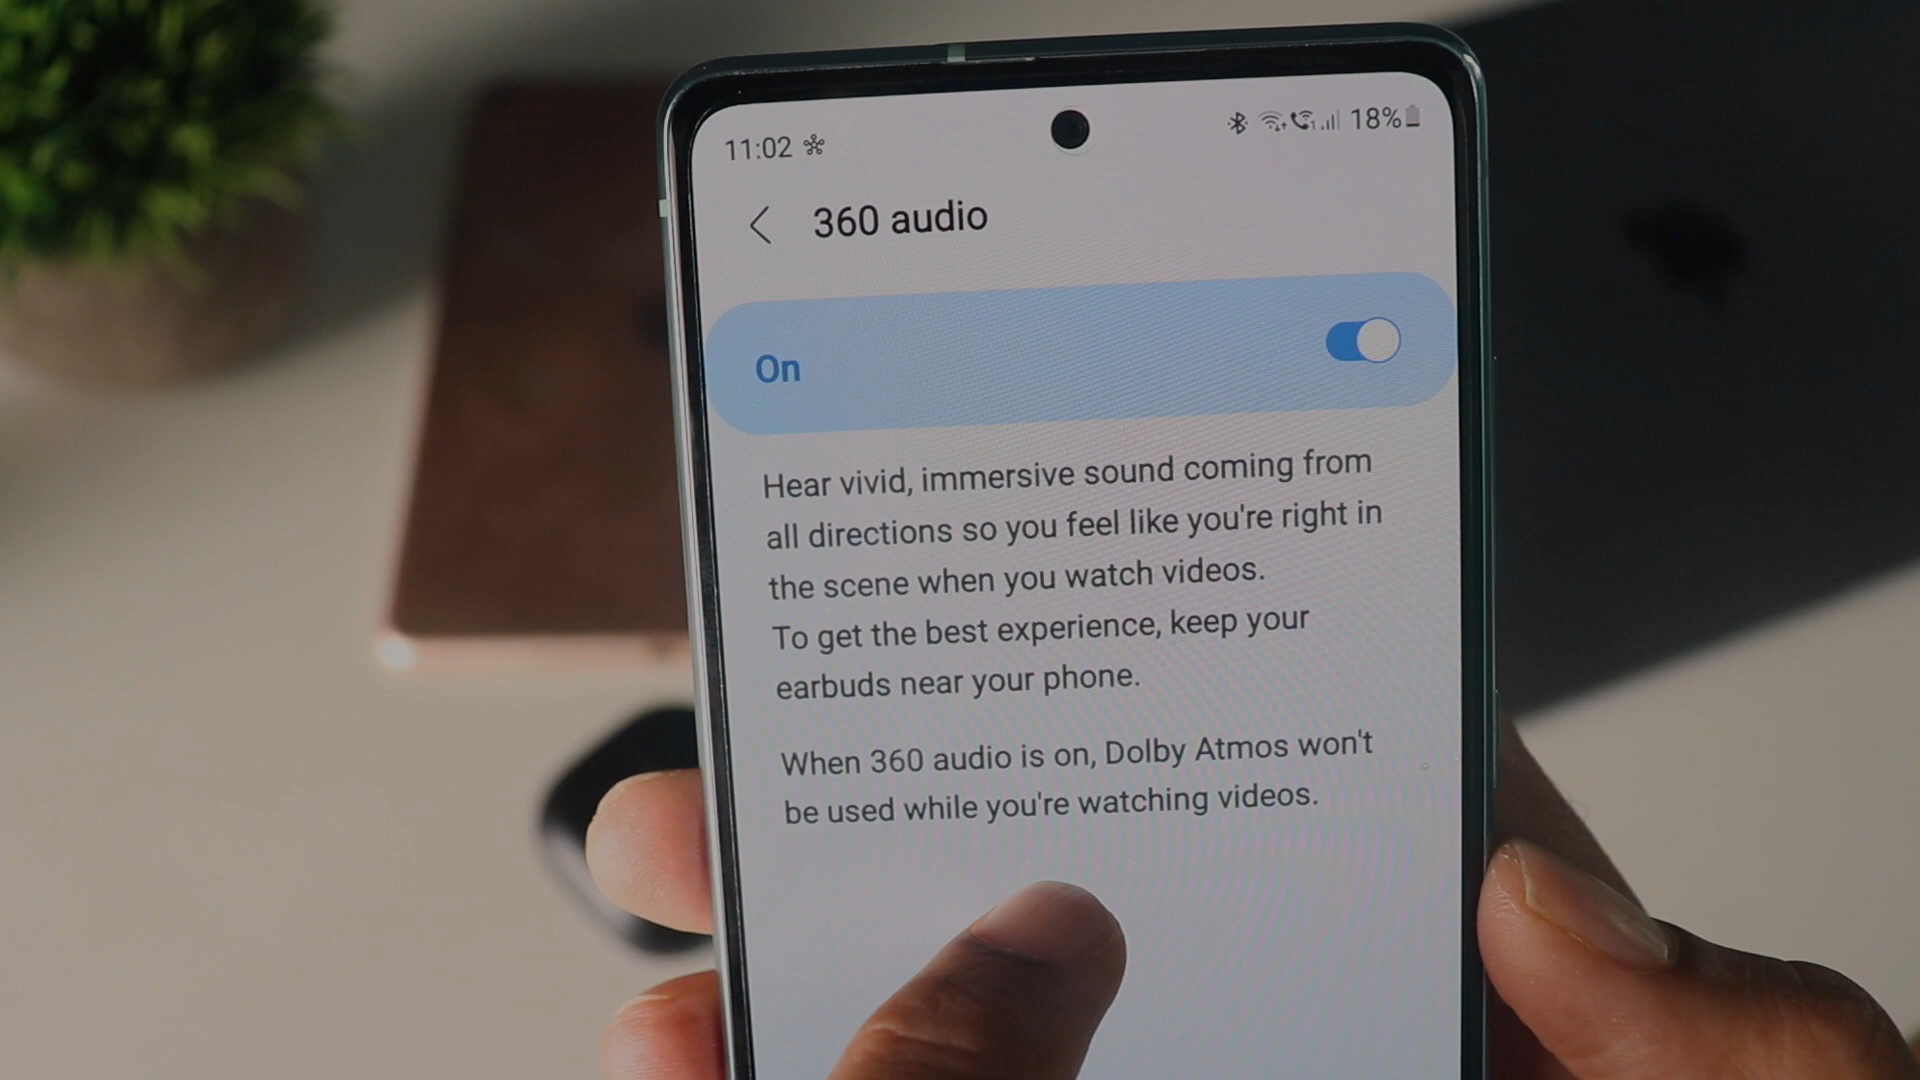 11:02 18%
360 audio
On
Hear vivid, immersive sound coming from
all directions so you feel like you're right in
the scene when you watch videos.
To get the best experience, keep your
earbuds near your phone.
When 360 audio is on, Dolby Atmos won't
be used while you're watching videos.